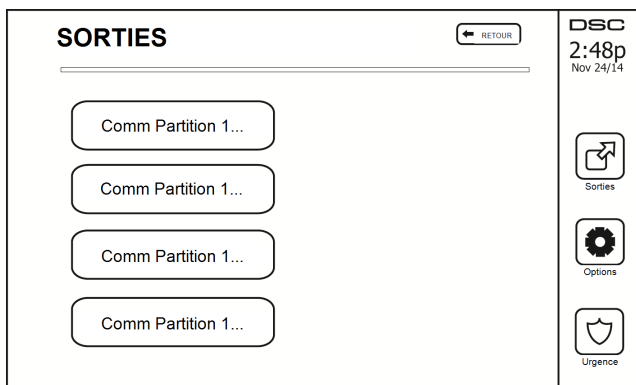 SORTIES
RETOUR
Comm Partition 1...
Comm Partition 1...
Comm Partition 1...
Comm Partition 1...
DSC
2:48p
Nov 24/14
Sorties
Options
Urgence